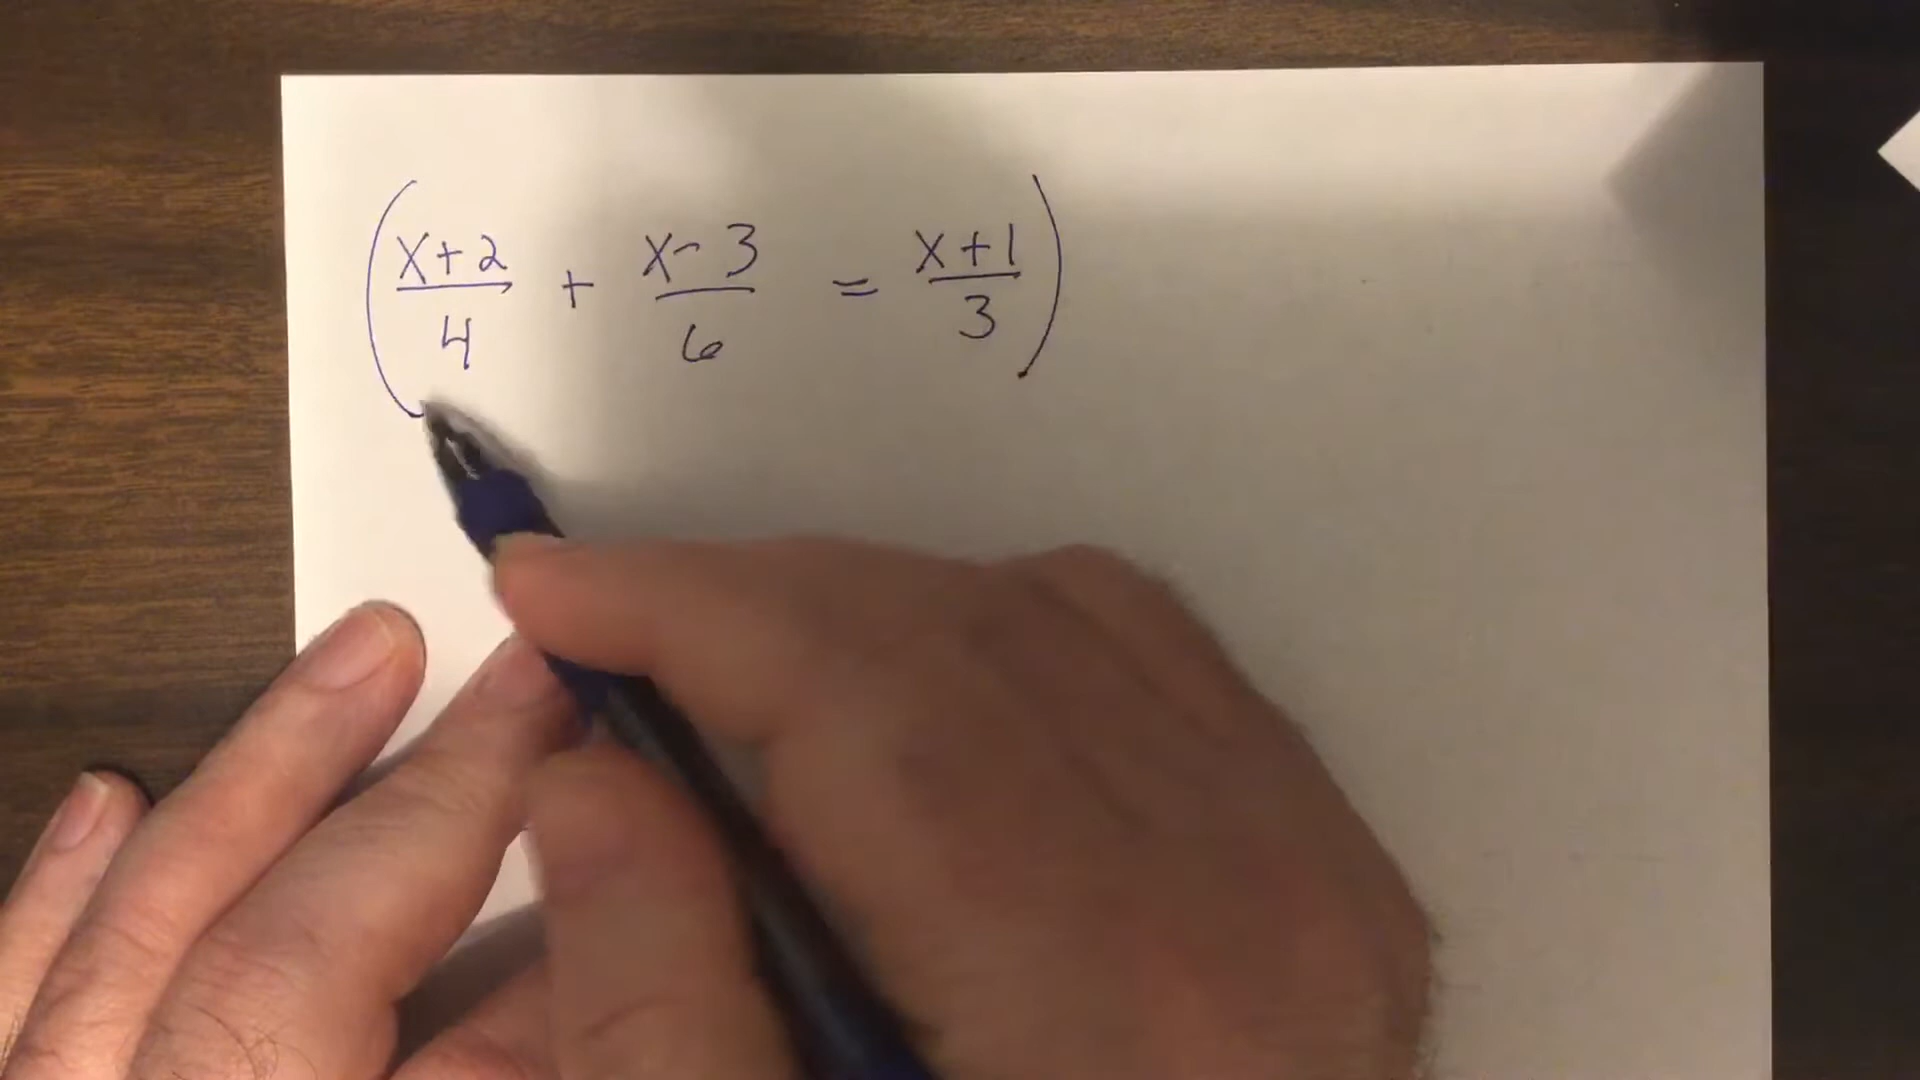 (x+2/4 + x-3/6 = x+1/3)